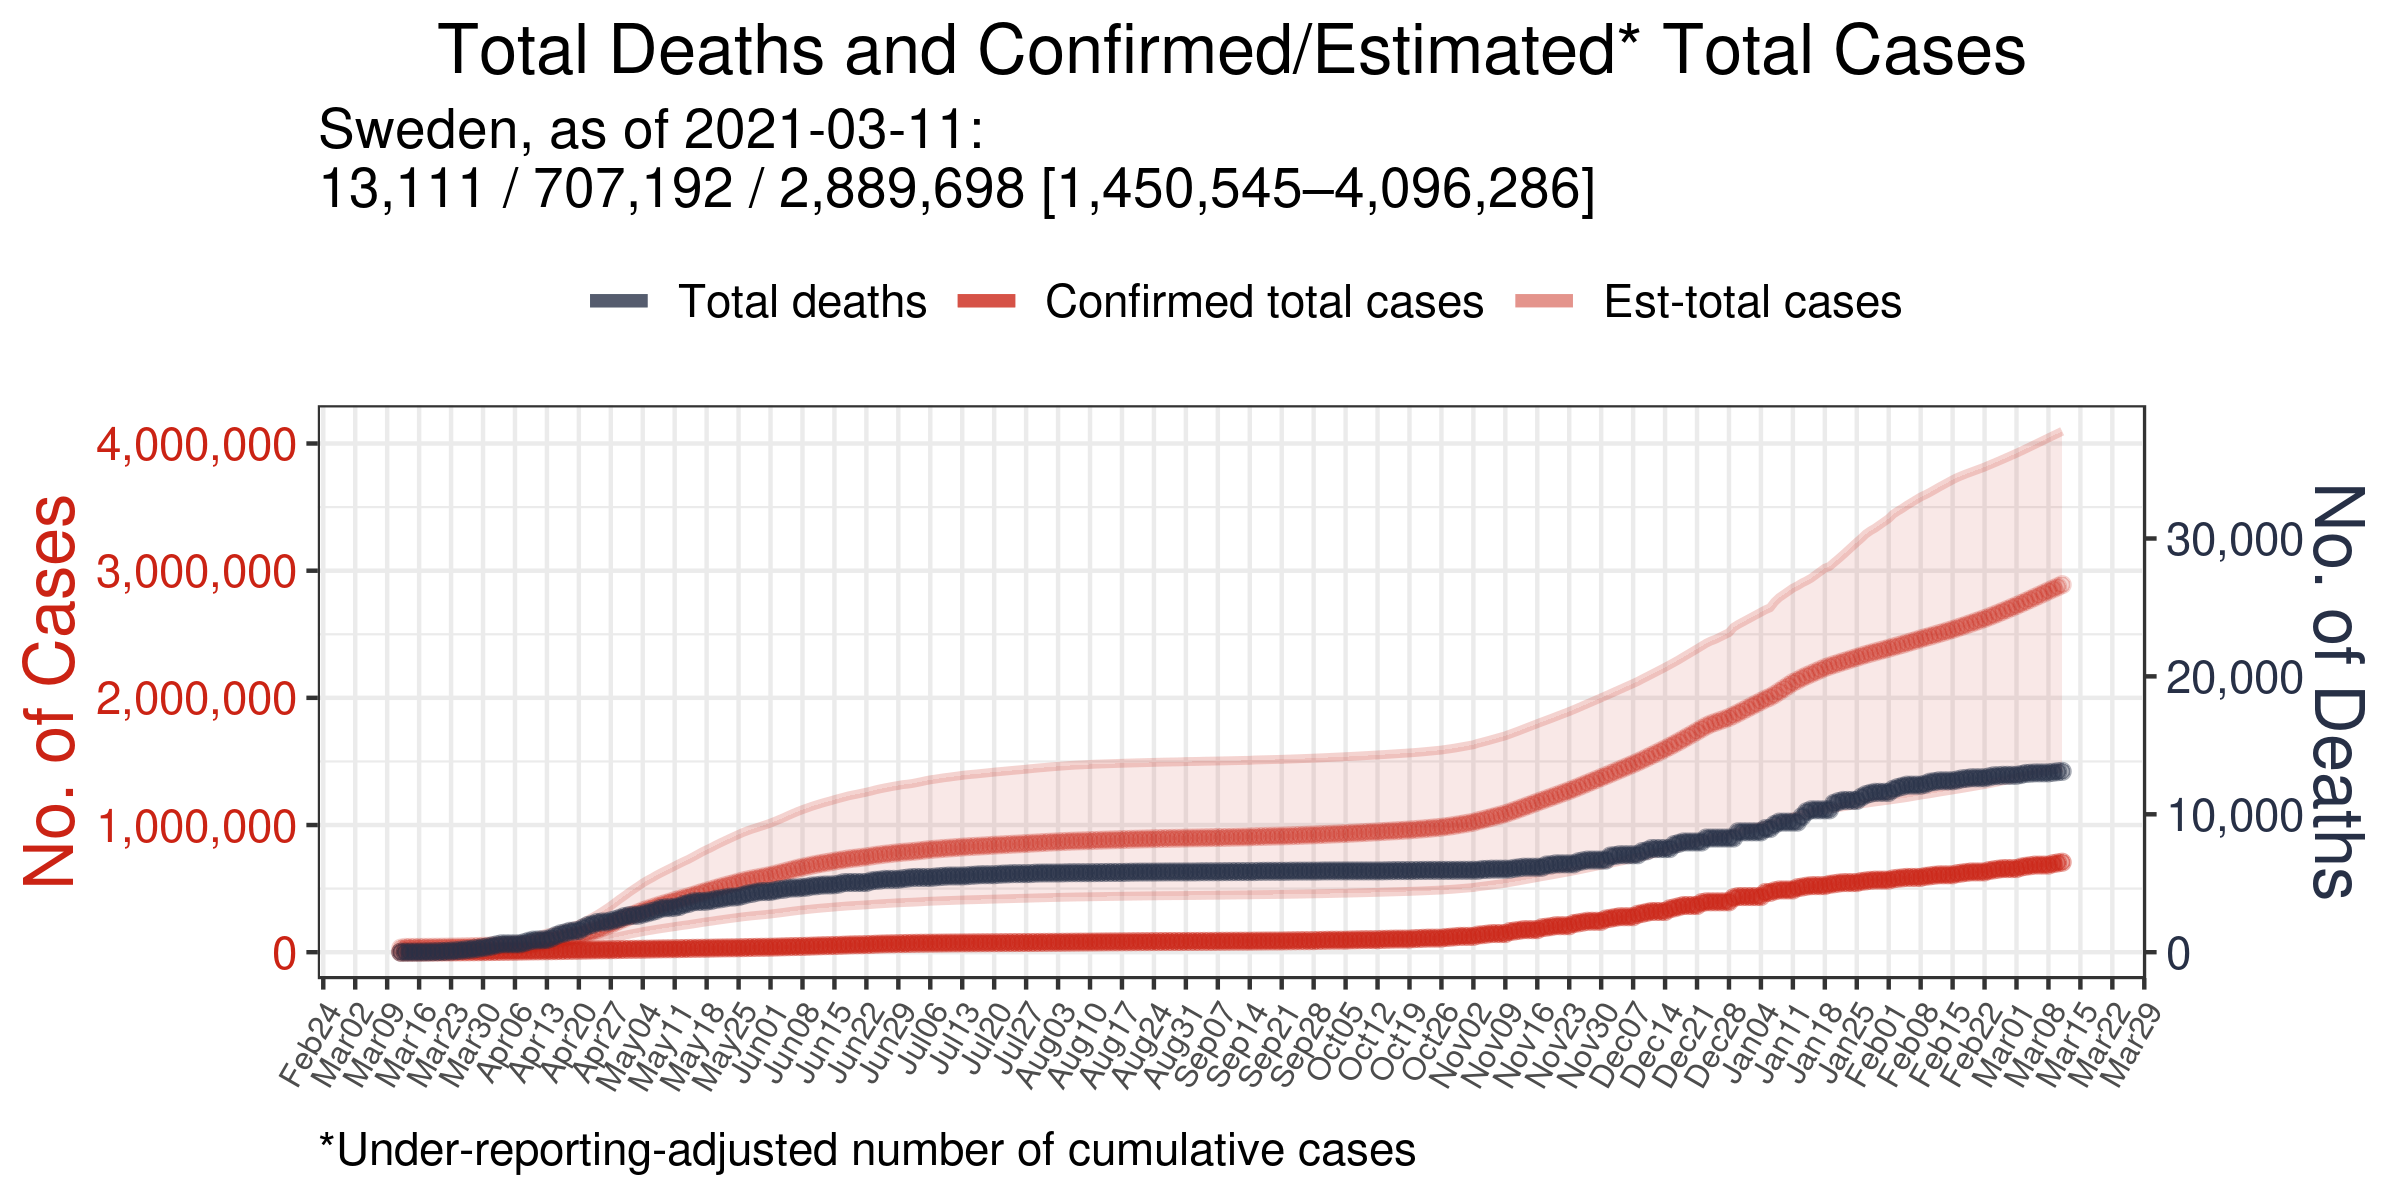 Total Deaths and Confirmed/Estimated* Total Cases
Sweden, as of 2021-03-11:
13,111 / 707,192 / 2,889,698 [1,450,545–4,096,286]
Total deaths
Confirmed total cases
Est-total cases
No. of Cases
4,000,000
3,000,000
2,000,000
1,000,000
0
30,000
20,000
10,000
0
No. of Deaths
Feb24
Mar02
Mar09
Mar16
Mar23
Mar30
Apr06
Apr13
Apr20
Apr27
May04
May11
May18
May25
Jun01
Jun08
Jun15
Jun22
Jun29
Jul06
Jul13
Jul20
Jul27
Aug03
Aug10
Aug17
Aug24
Aug31
Sep07
Sep14
Sep21
Sep28
Oct05
Oct12
Oct19
Oct26
Nov02
Nov09
Nov16
Nov23
Nov30
Dec07
Dec14
Dec21
Dec28
Jan04
Jan11
Jan18
Jan25
Feb01
Feb08
Feb15
Feb22
Mar01
Mar08
Mar15
Mar22
Mar29
*Under-reporting-adjusted number of cumulative cases